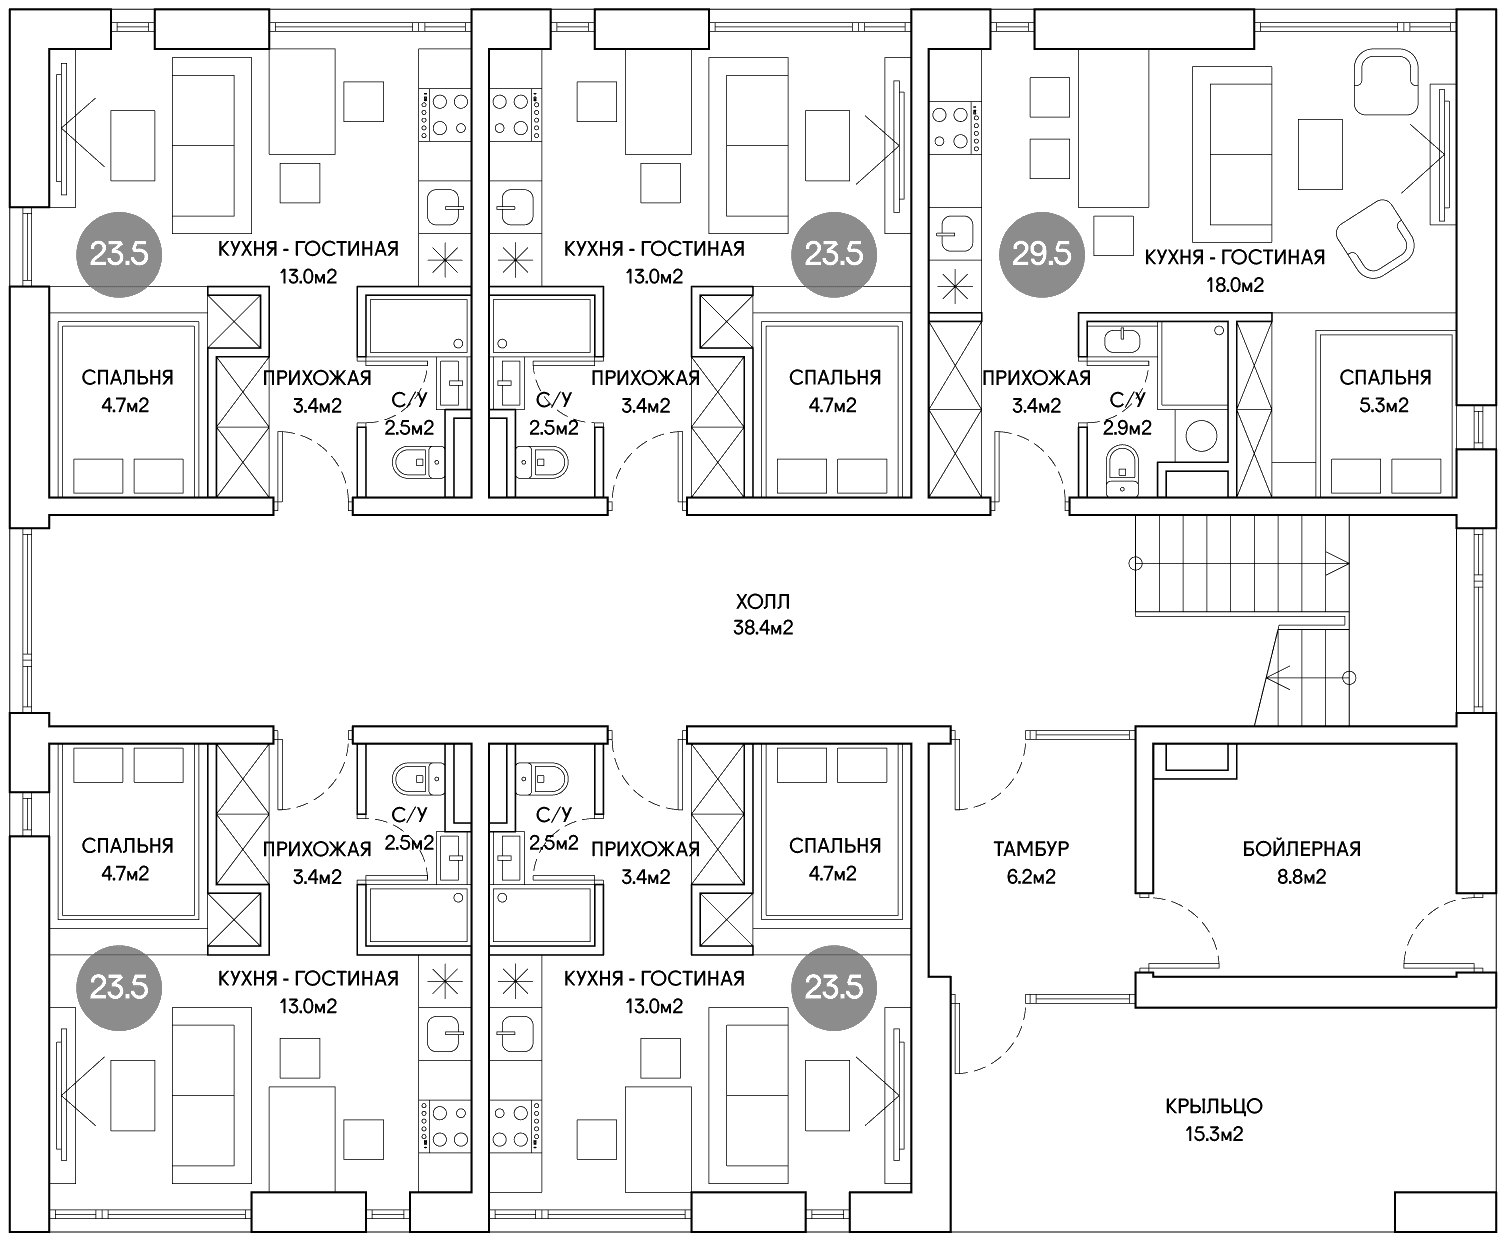 23.5
КУХНЯ - ГОСТИНАЯ
13.0м2
КУХНЯ - ГОСТИНАЯ
13.0м2
23.5
29.5
КУХНЯ - ГОСТИНАЯ
18.0м2
СПАЛЬНЯ
4.7м2
ПРИХОЖАЯ
3.4м2
С/У
2.5м2
С/У
2.5м2
ПРИХОЖАЯ
3.4м2
СПАЛЬНЯ
4.7м2
ПРИХОЖАЯ
3.4м2
С/У
2.9м2
СПАЛЬНЯ
5.3м2
ХОЛЛ
38.4м2
СПАЛЬНЯ
4.7м2
ПРИХОЖАЯ
3.4м2
С/У
2.5м2
С/У
2.5м2
ПРИХОЖАЯ
3.4м2
СПАЛЬНЯ
4.7м2
ТАМБУР
6.2м2
БОЙЛЕРНАЯ
8.8м2
23.5
КУХНЯ - ГОСТИНАЯ
13.0м2
КУХНЯ - ГОСТИНАЯ
13.0м2
23.5
КРЫЛЬЦО
15.3м2